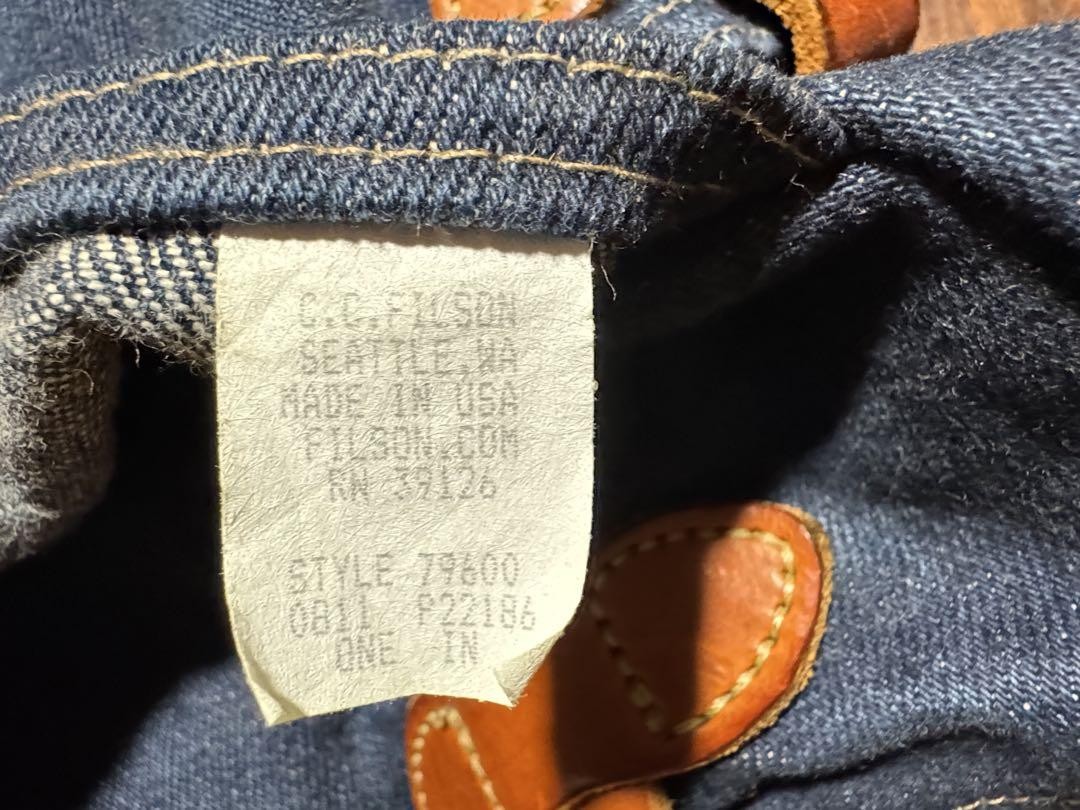 C.C.FILSON
SEATTLE,WA
MADE IN USA
FILSON.COM
RN 39126
STYLE 79600
0811 P22186
ONE IN